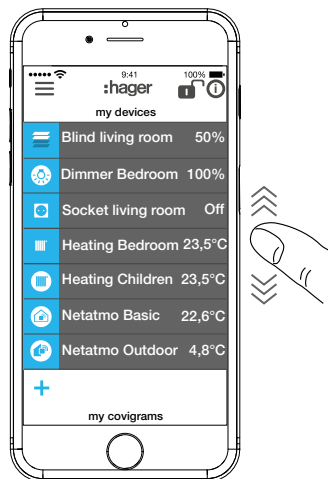 9:41 100%
:hager
my devices
Blind living room 50%
Dimmer Bedroom 100%
Socket living room Off
Heating Bedroom 23,5°C
Heating Children 23,5°C
Netatmo Basic 22,6°C
Netatmo Outdoor 4,8°C
+
my covigrams